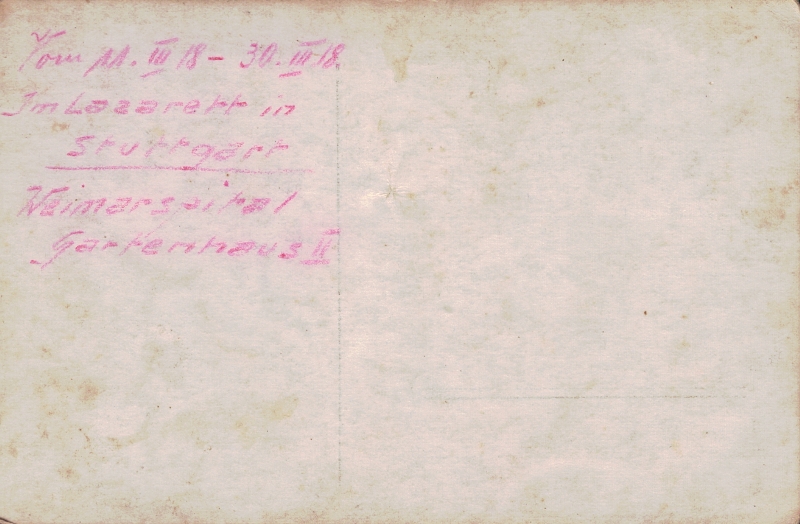 Vom 11. III 18 - 30. III 18.
Im Lazarett in
Stuttgart
Weimarspital
Gartenhaus II